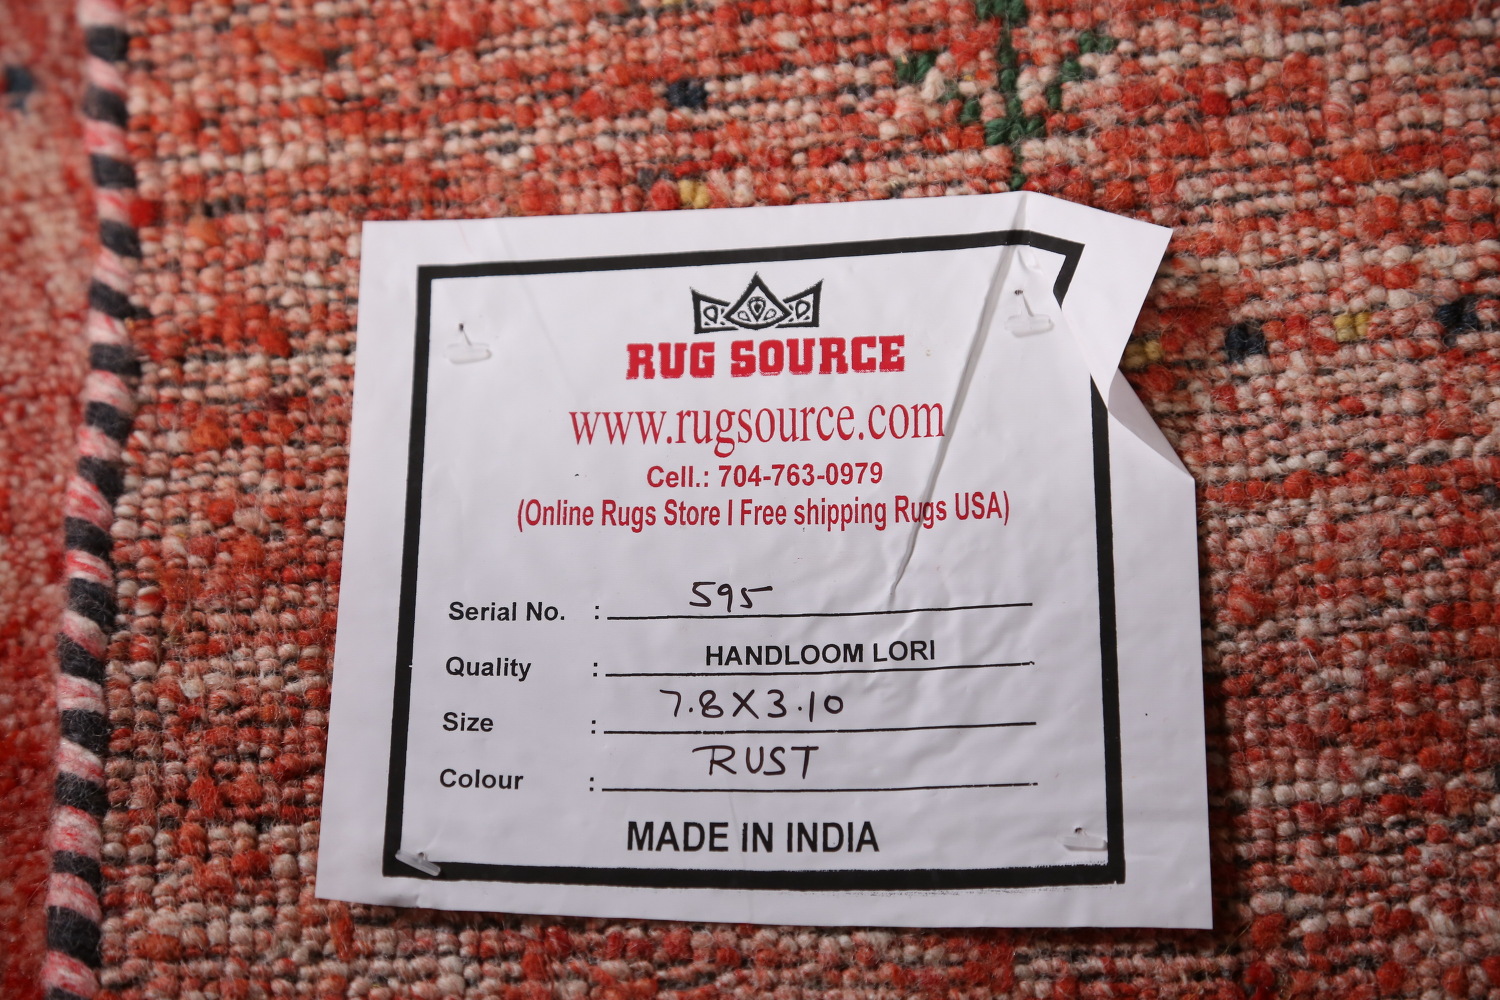 RUG SOURCE
www.rugsource.com
Cell.: 704-763-0979
(Online Rugs Store I Free shipping Rugs USA)
Serial No. : 595
Quality : HANDLOOM LORI
Size : 7.8X3.10
Colour : RUST
MADE IN INDIA